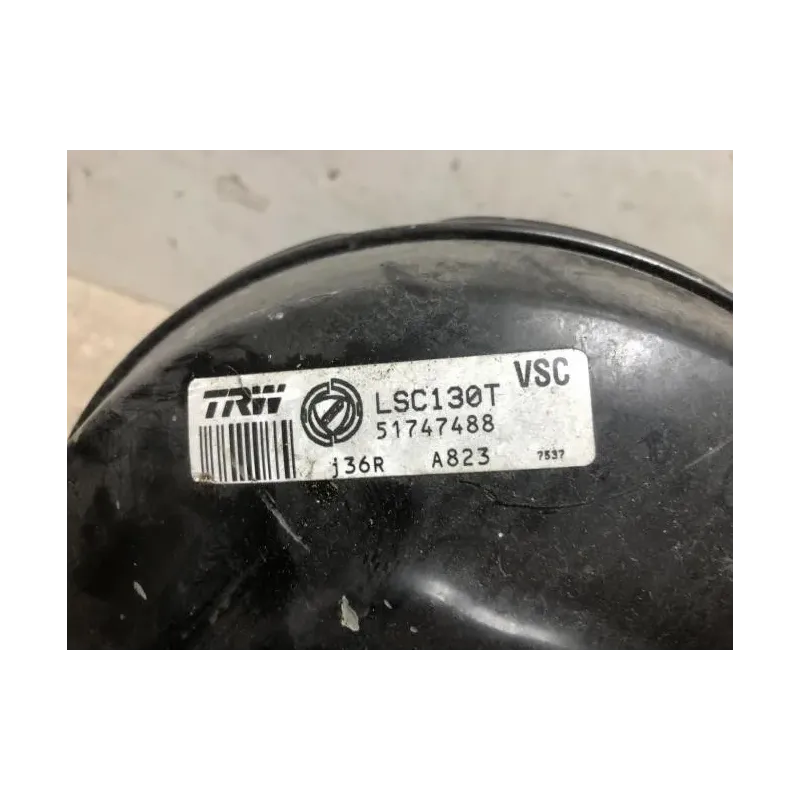 TRW LSC130T VSC
51747488
j36R A823 7537